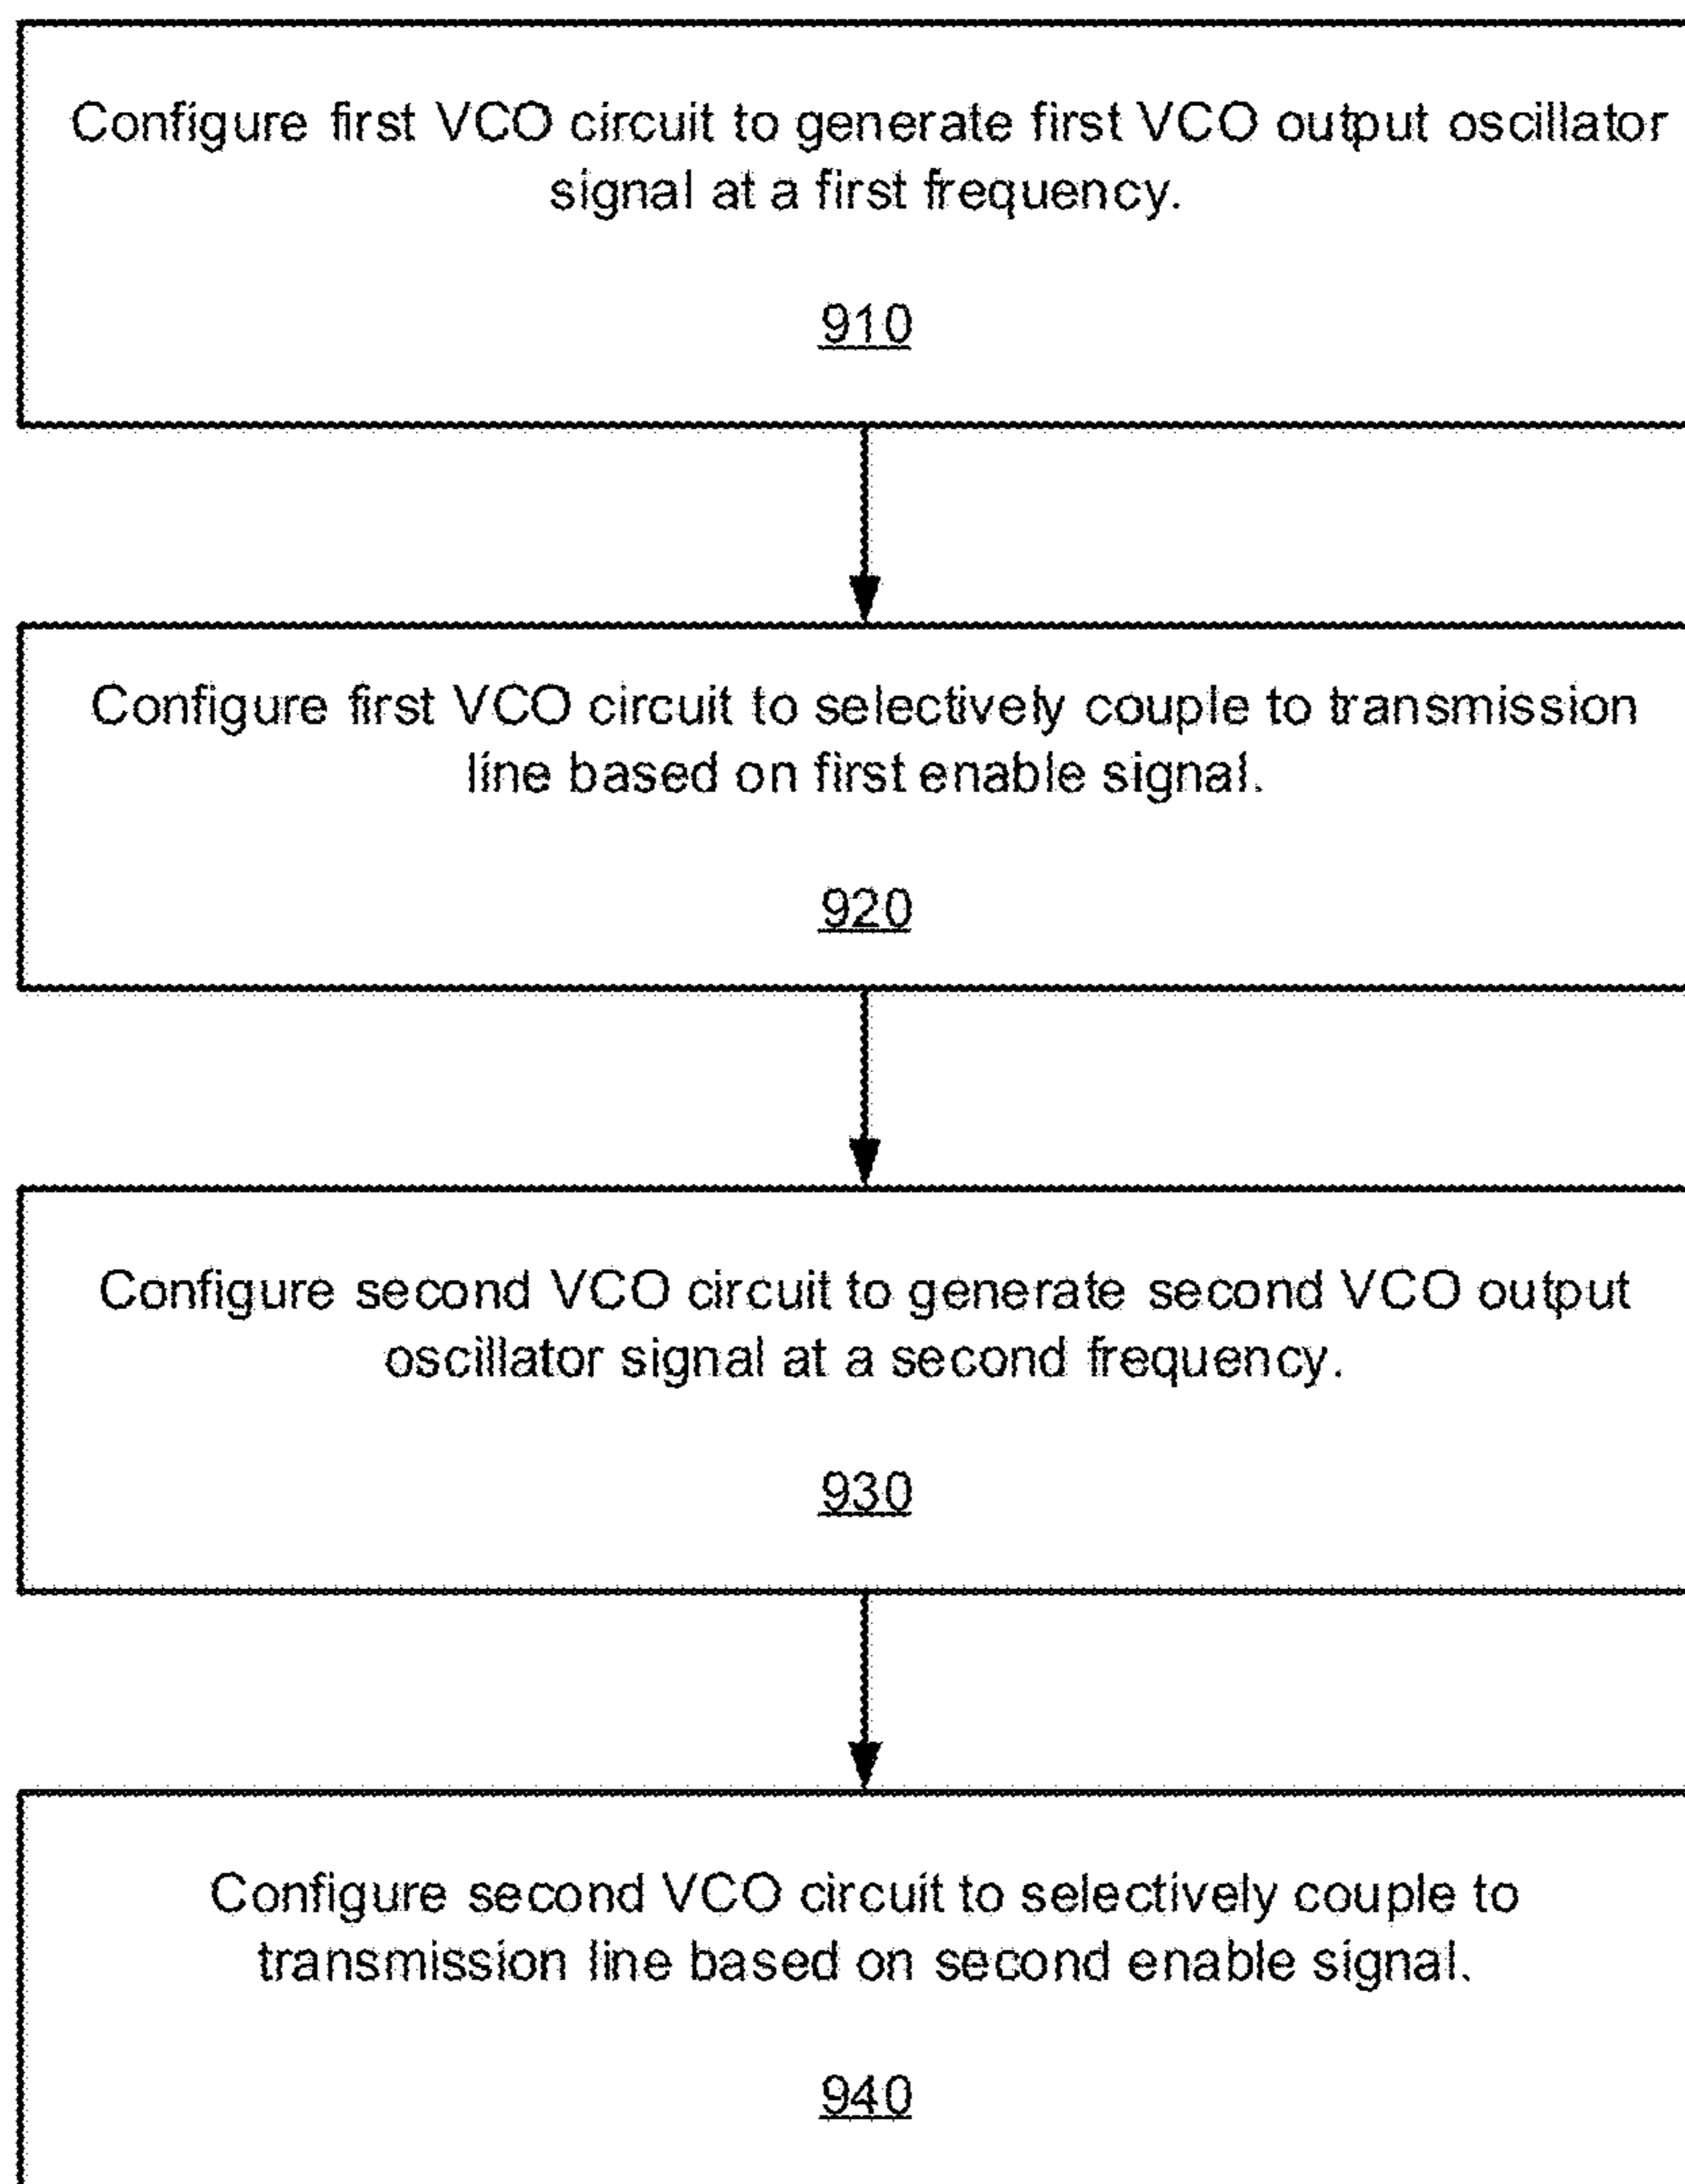 Configure first VCO circuit to generate first VCO output oscillator
signal at a first frequency.
910
Configure first VCO circuit to selectively couple to transmission
line based on first enable signal.
920
Configure second VCO circuit to generate second VCO output
oscillator signal at a second frequency.
930
Configure second VCO circuit to selectively couple to
transmission line based on second enable signal.
940